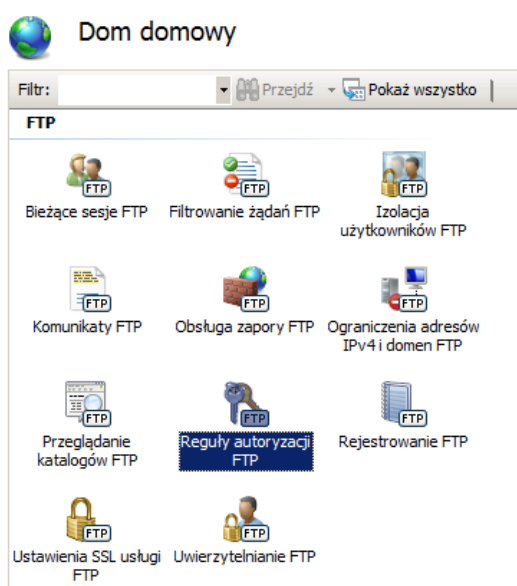 Dom domowy
Filtr: Przejdź Pokaż wszystko
FTP
FTP FTP FTP
Bieżące sesje FTP Filtrowanie żądań FTP Izolacja
użytkowników FTP
FTP FTP FTP
Komunikaty FTP Obsługa zapory FTP Ograniczenia adresów
IPv4 i domen FTP
FTP FTP FTP
Przeglądanie Reguły autoryzacji Rejestrowanie FTP
katalogów FTP FTP
FTP FTP
Ustawienia SSL usługi Uwierzytelnianie FTP
FTP